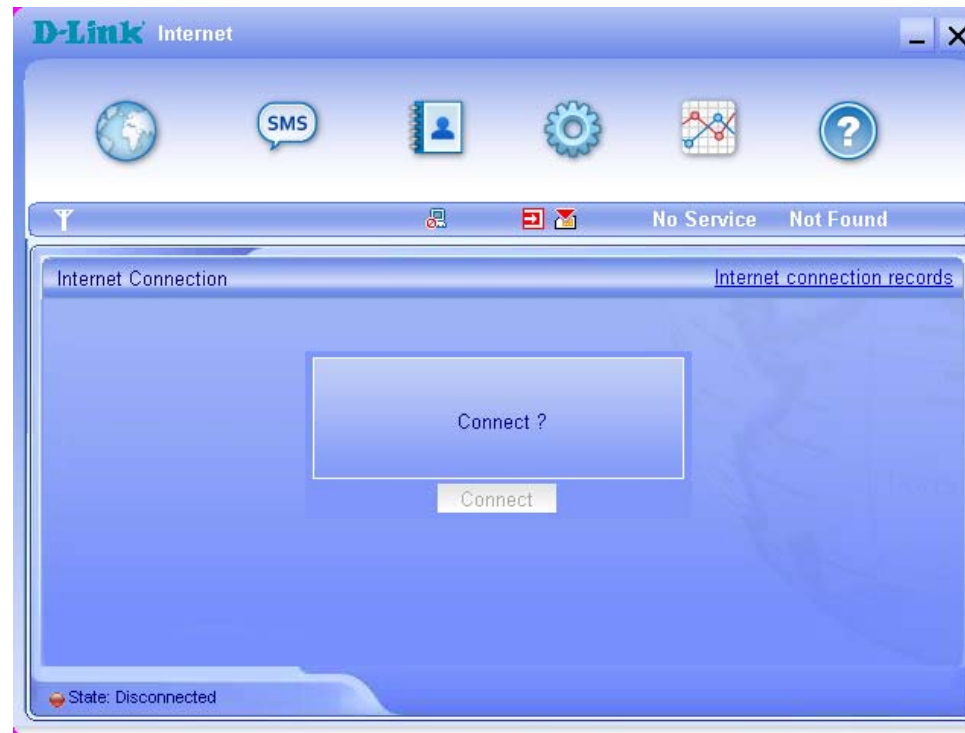 D-Link Internet
SMS
?
No Service Not Found
Internet Connection Internet connection records
Connect ?
Connect
State: Disconnected